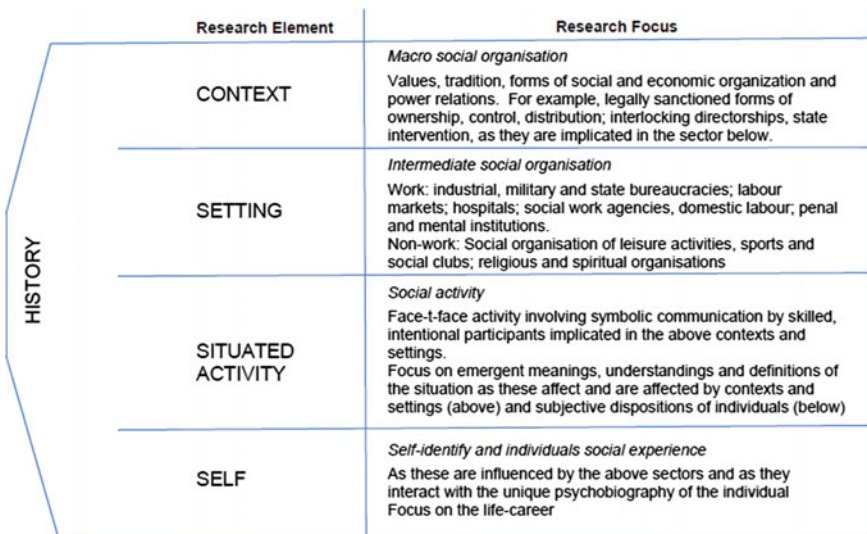 Research Element
Research Focus
HISTORY
CONTEXT
Macro social organisation
Values, tradition, forms of social and economic organization and
power relations. For example, legally sanctioned forms of
ownership, control, distribution; interlocking directorships, state
intervention, as they are implicated in the sector below.
SETTING
Intermediate social organisation
Work: industrial, military and state bureaucracies; labour
markets; hospitals; social work agencies, domestic labour; penal
and mental institutions.
Non-work: Social organisation of leisure activities, sports and
social clubs; religious and spiritual organisations
SITUATED
ACTIVITY
Social activity
Face-t-face activity involving symbolic communication by skilled,
intentional participants implicated in the above contexts and
settings.
Focus on emergent meanings, understandings and definitions
of the situation as these affect and are affected by contexts and
settings (above) and subjective dispositions of individuals (below)
SELF
Self-identify and individuals social experience
As these are influenced by the above sectors and as they
interact with the unique psychobiography of the individual
Focus on the life-career